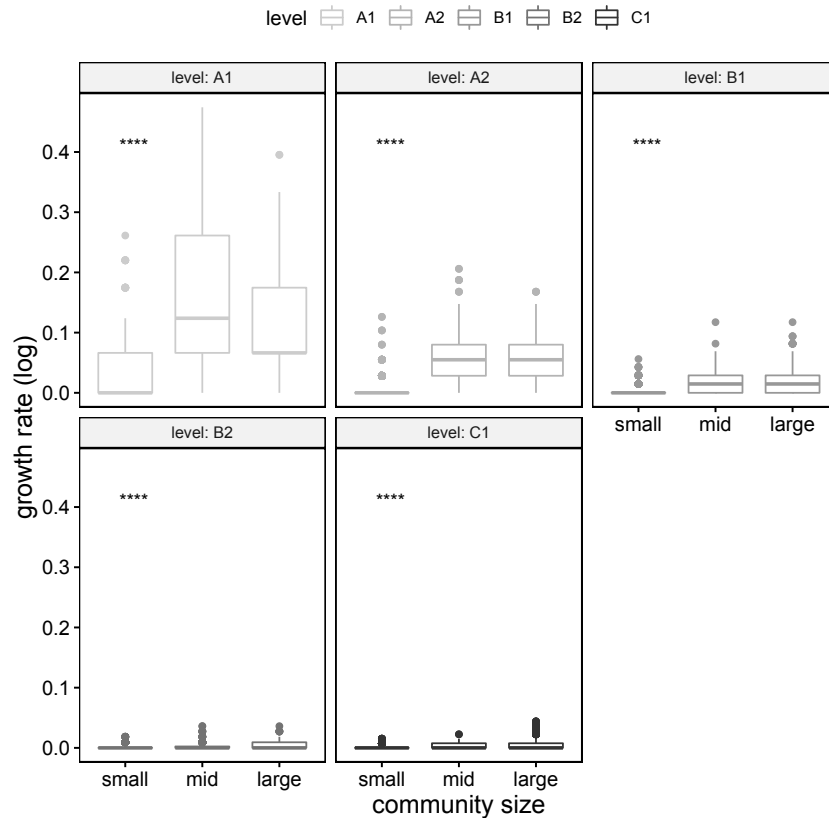 level A1 A2 B1 B2 C1
level: A1 level: A2 level: B1
**** **** ****
0.4
0.3
0.2
0.1
0.0
small mid large
level: B2 level: C1
**** ****
0.4
0.3
0.2
0.1
0.0
small mid large small mid large
growth rate (log)
community size